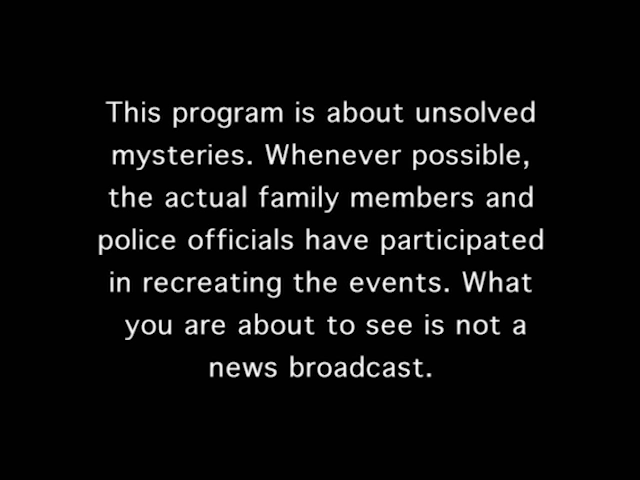 This program is about unsolved
mysteries. Whenever possible,
the actual family members and
police officials have participated
in recreating the events. What
you are about to see is not a
news broadcast.